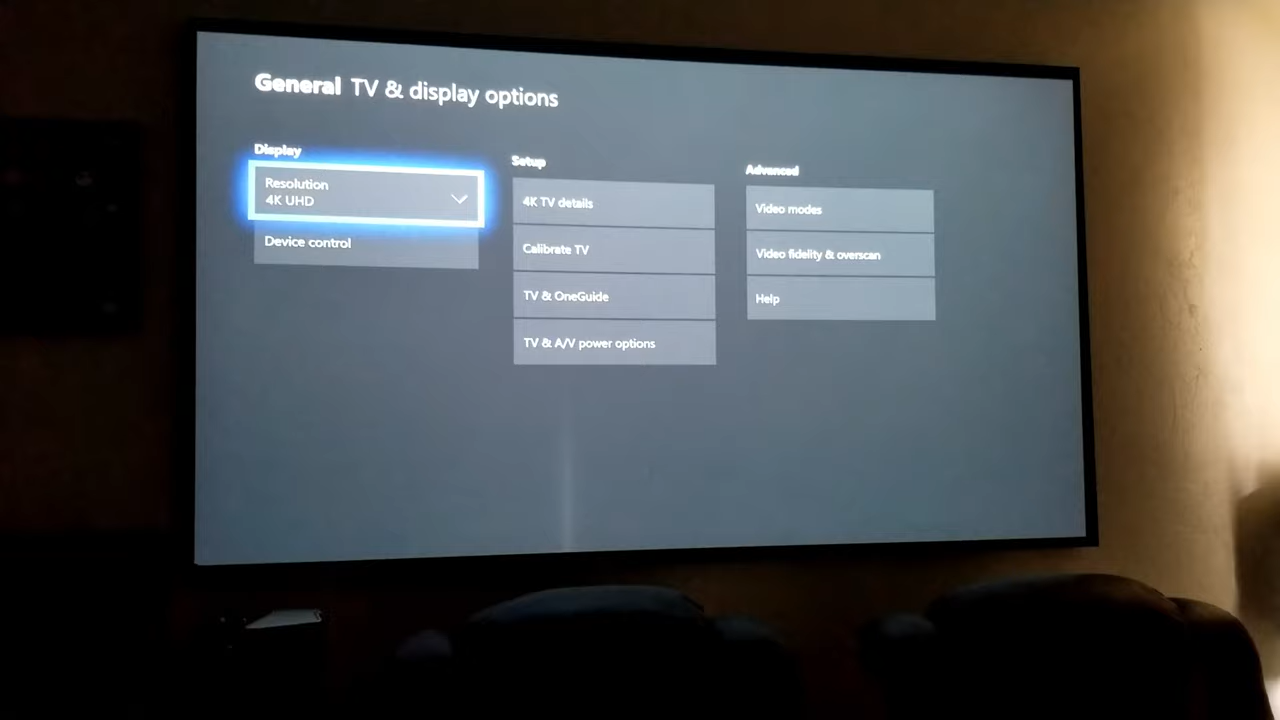 General TV & display options
Display
Resolution
4K UHD
Device control
Setup
4K TV details
Calibrate TV
TV & OneGuide
TV & A/V power options
Advanced
Video modes
Video fidelity & overscan
Help